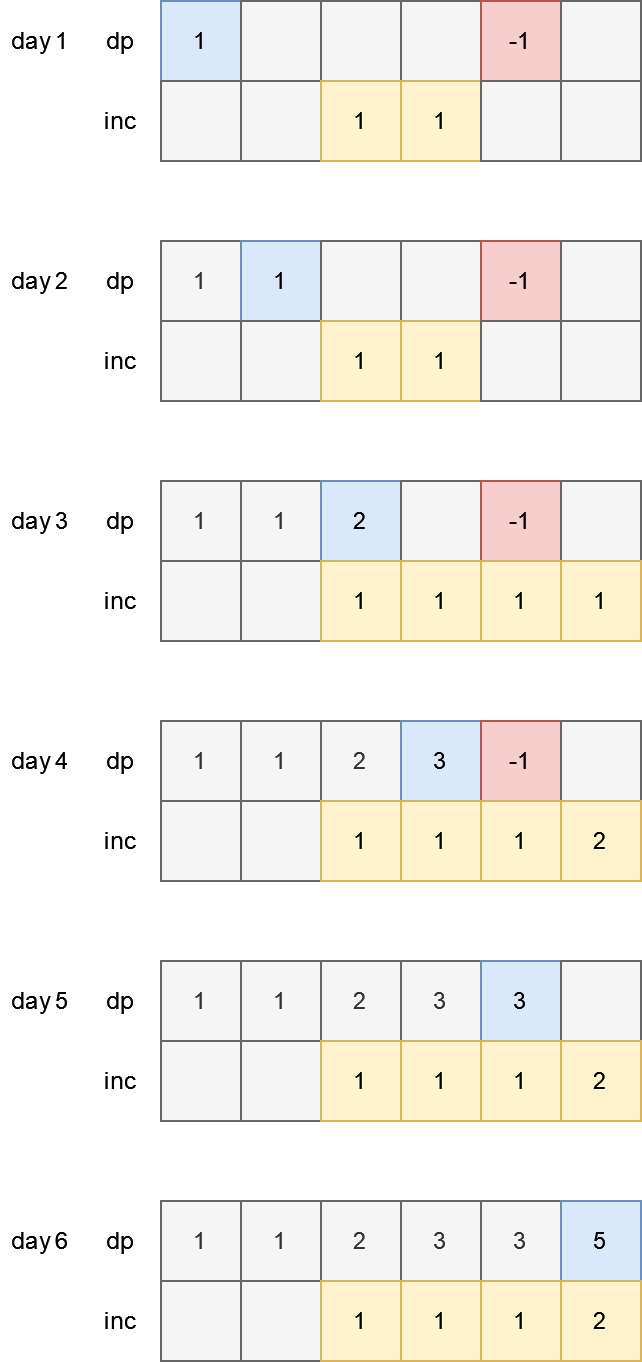 day 1 dp 1 -1
inc 1 1
day 2 dp 1 1 -1
inc 1 1
day 3 dp 1 1 2 -1
inc 1 1 1 1
day 4 dp 1 1 2 3 -1
inc 1 1 1 2
day 5 dp 1 1 2 3 3
inc 1 1 1 2
day 6 dp 1 1 2 3 3 5
inc 1 1 1 2